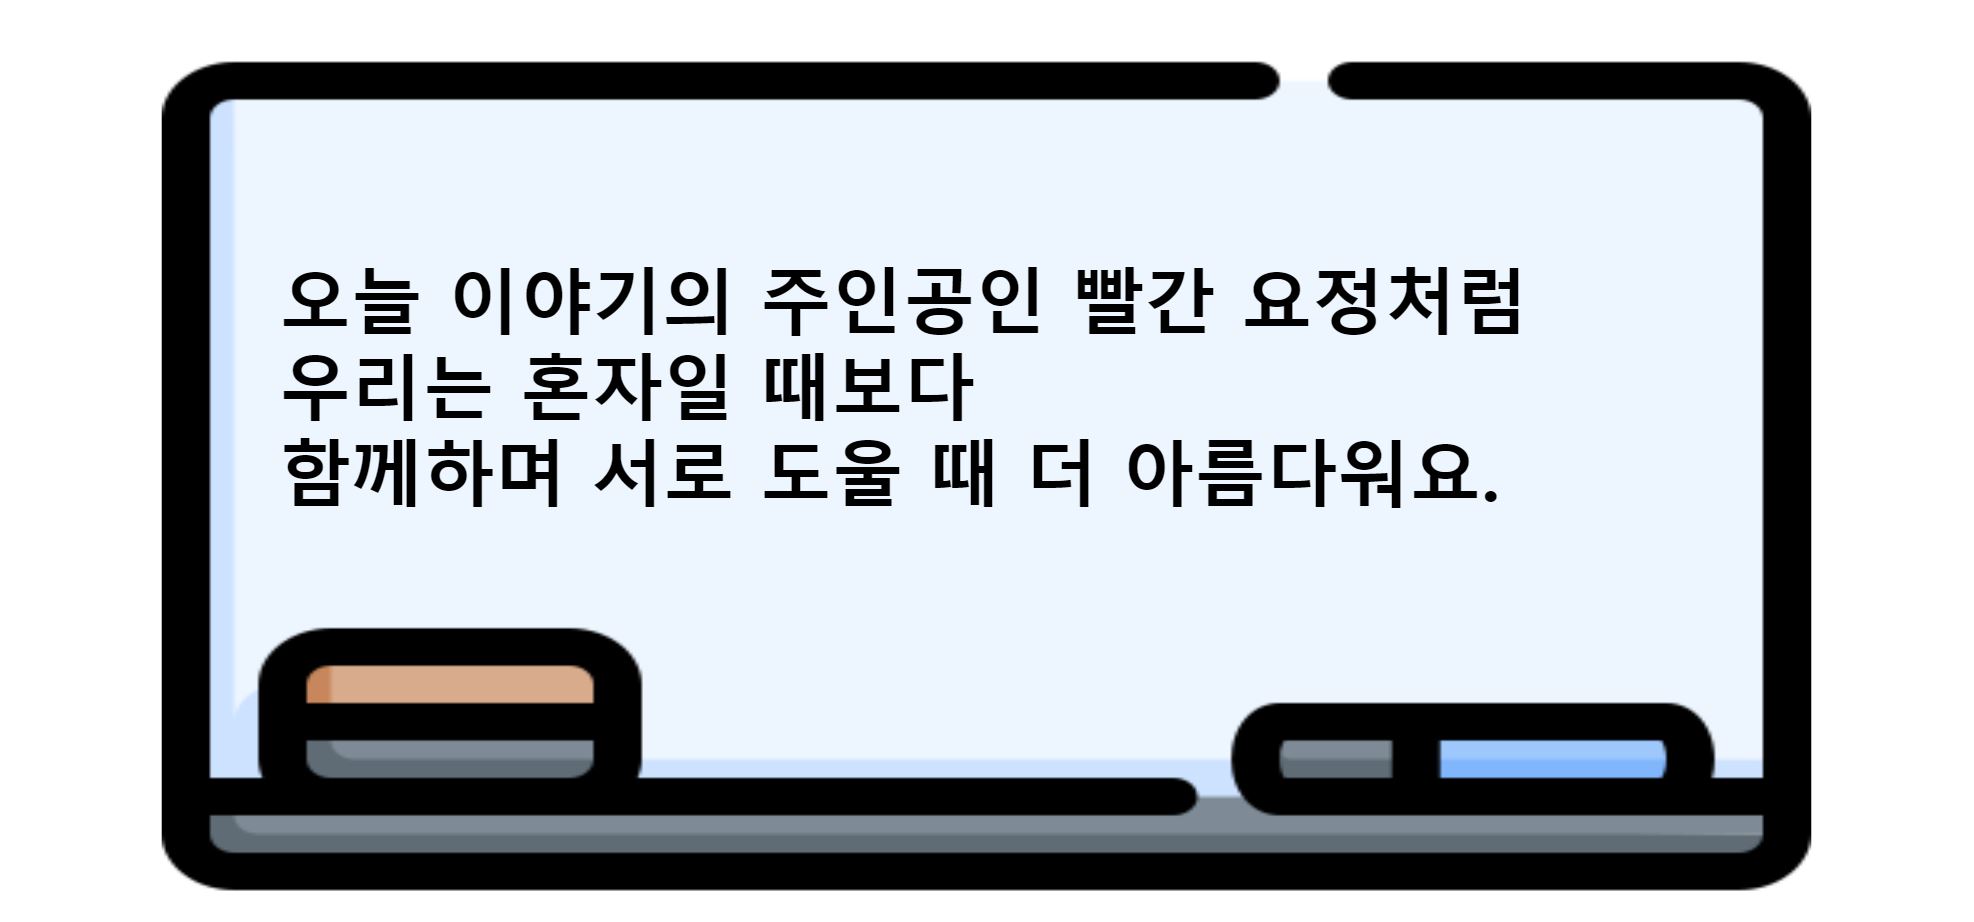 오늘 이야기의 주인공인 빨간 요정처럼
우리는 혼자일 때보다
함께하며 서로 도울 때 더 아름다워요.